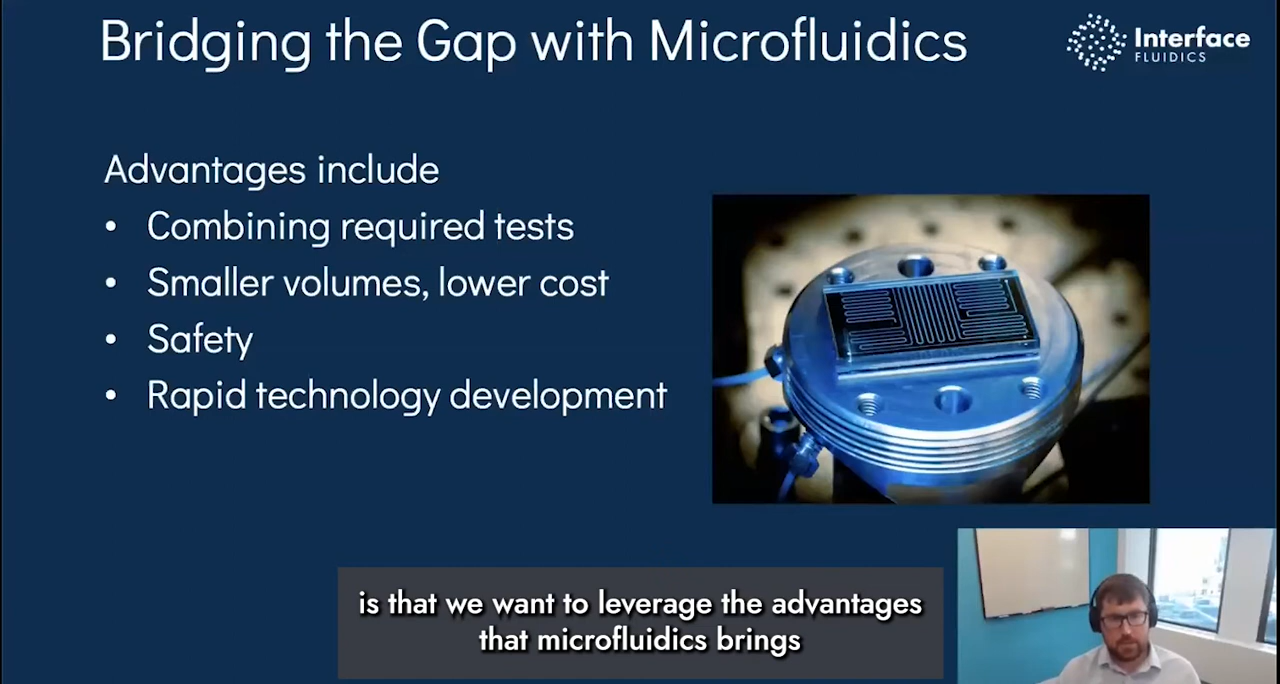 Bridging the Gap with Microfluidics
Interface
FLUIDICS
Advantages include
• Combining required tests
• Smaller volumes, lower cost
• Safety
• Rapid technology development
is that we want to leverage the advantages
that microfluidics brings